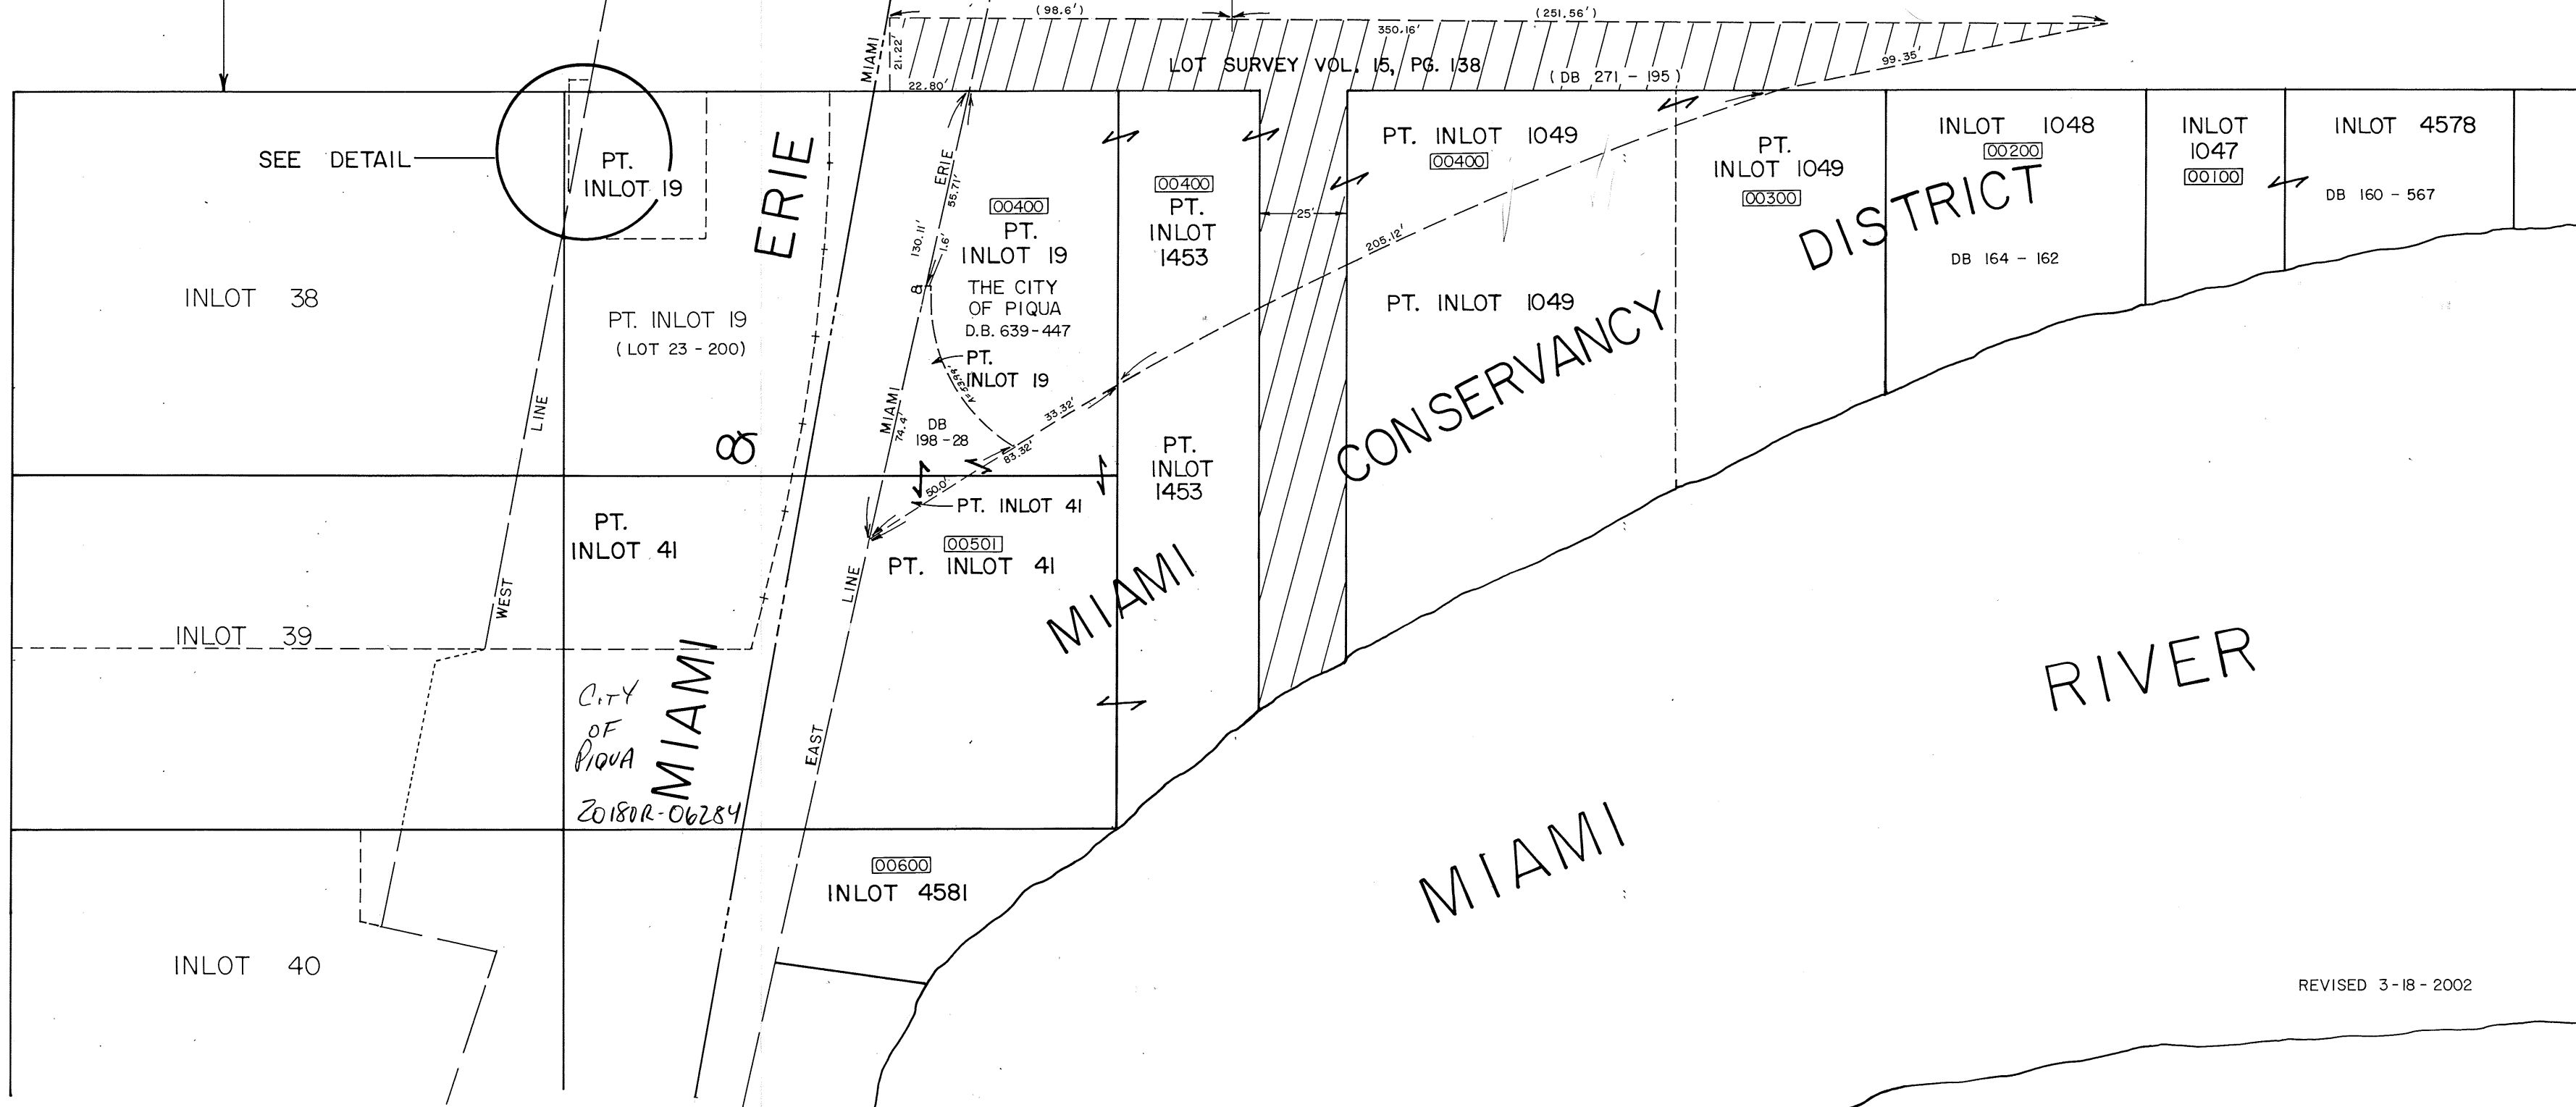 (98.6')
(251.56')
350.16'
21.22'
MIAMI
LOT SURVEY VOL. 15, PG. 138
(DB 271 - 195)
99.35'
22.80'
SEE DETAIL
PT.
INLOT 19
ERIE
ERIE
55.71'
130.11'
1.6'
8
00400
PT.
INLOT 19
THE CITY
OF PIQUA
D.B. 639-447
PT.
INLOT 19
A=43.99'
00400
PT.
INLOT
1453
25'
PT. INLOT 1049
00400
205.12'
PT. INLOT 1049
PT.
INLOT 1049
00300
INLOT 1048
00200
DB 164 - 162
INLOT
1047
00100
INLOT 4578
DB 160 - 567
DISTRICT
CONSERVANCY
MIAMI
INLOT 38
PT. INLOT 19
(LOT 23 - 200)
LINE
&
MIAMI
74.4'
DB
198 - 28
33.32'
83.32'
50.0'
PT. INLOT 41
00501
PT. INLOT 41
PT.
INLOT
1453
PT.
INLOT 41
WEST
LINE
EAST
INLOT 39
CITY
OF
PIQUA
2018OR-06284
MIAMI
00600
INLOT 4581
INLOT 40
MIAMI
RIVER
REVISED 3-18-2002